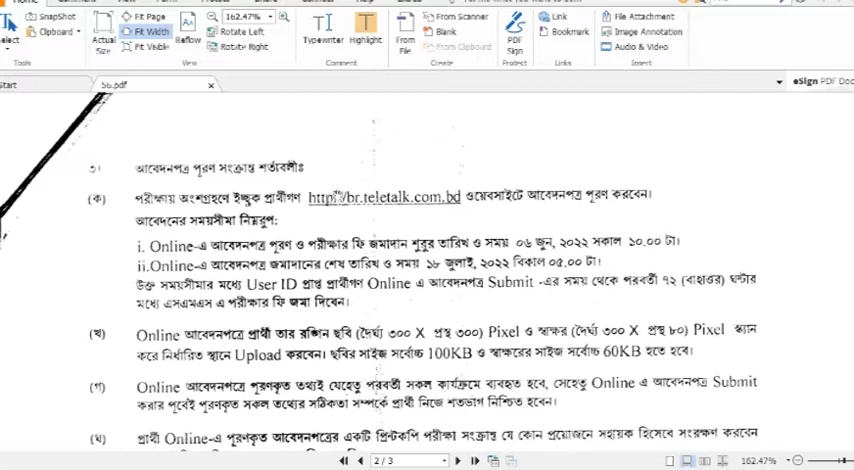 Home
SnapShot
Clipboard
Select
Tools
Actual Size
Fit Page
Fit Width
Fit Visible
Reflow
162.47%
Rotate Left
Rotate Right
View
Typewriter
Highlight
Comment
From File
From Scanner
Blank
From Clipboard
Create
PDF Sign
Protect
Link
Bookmark
Links
File Attachment
Image Annotation
Audio & Video
Insert
Start
56.pdf
eSign PDF Doc
৩। আবেদনপত্র পূরণ সংক্রান্ত শর্তাবলীঃ
(ক) পরীক্ষায় অংশগ্রহণে ইচ্ছুক প্রার্থীগণ http://br.teletalk.com.bd ওয়েবসাইটে আবেদনপত্র পূরণ করবেন।
আবেদনের সময়সীমা নিম্নরূপ:
i. Online-এ আবেদনপত্র পূরণ ও পরীক্ষার ফি জমাদান শুরুর তারিখ ও সময় ০৬ জুন, ২০২২ সকাল ১০.০০ টা।
ii.Online-এ আবেদনপত্র জমাদানের শেষ তারিখ ও সময় ১৮ জুলাই, ২০২২ বিকাল ০৫.০০ টা।
উক্ত সময়সীমার মধ্যে User ID প্রাপ্ত প্রার্থীগণ Online এ আবেদনপত্র Submit -এর সময় থেকে পরবর্তী ৭২ (বাহাত্তর) ঘন্টার
মধ্যে এসএমএস এ পরীক্ষার ফি জমা দিবেন।
(খ) Online আবেদনপত্রে প্রার্থী তার রঙ্গিন ছবি (দৈর্ঘ্য ৩০০ X প্রস্থ ৩০০) Pixel ও স্বাক্ষর (দৈর্ঘ্য ৩০০ X প্রস্থ ৮০) Pixel স্ক্যান
করে নির্ধারিত স্থানে Upload করবেন। ছবির সাইজ সর্বোচ্চ 100KB ও স্বাক্ষরের সাইজ সর্বোচ্চ 60KB হতে হবে।
(গ) Online আবেদনপত্রে পূরণকৃত তথ্যই যেহেতু পরবর্তী সকল কার্যক্রমে ব্যবহৃত হবে, সেহেতু Online এ আবেদনপত্র Submit
করার পূর্বেই পূরণকৃত সকল তথ্যের সঠিকতা সম্পর্কে প্রার্থী নিজে শতভাগ নিশ্চিত হবেন।
(ঘ) প্রার্থী Online-এ পূরণকৃত আবেদনপত্রের একটি প্রিন্টকপি পরীক্ষা সংক্রান্ত যে কোন প্রয়োজনে সহায়ক হিসেবে সংরক্ষণ করবেন
2 / 3
162.47%